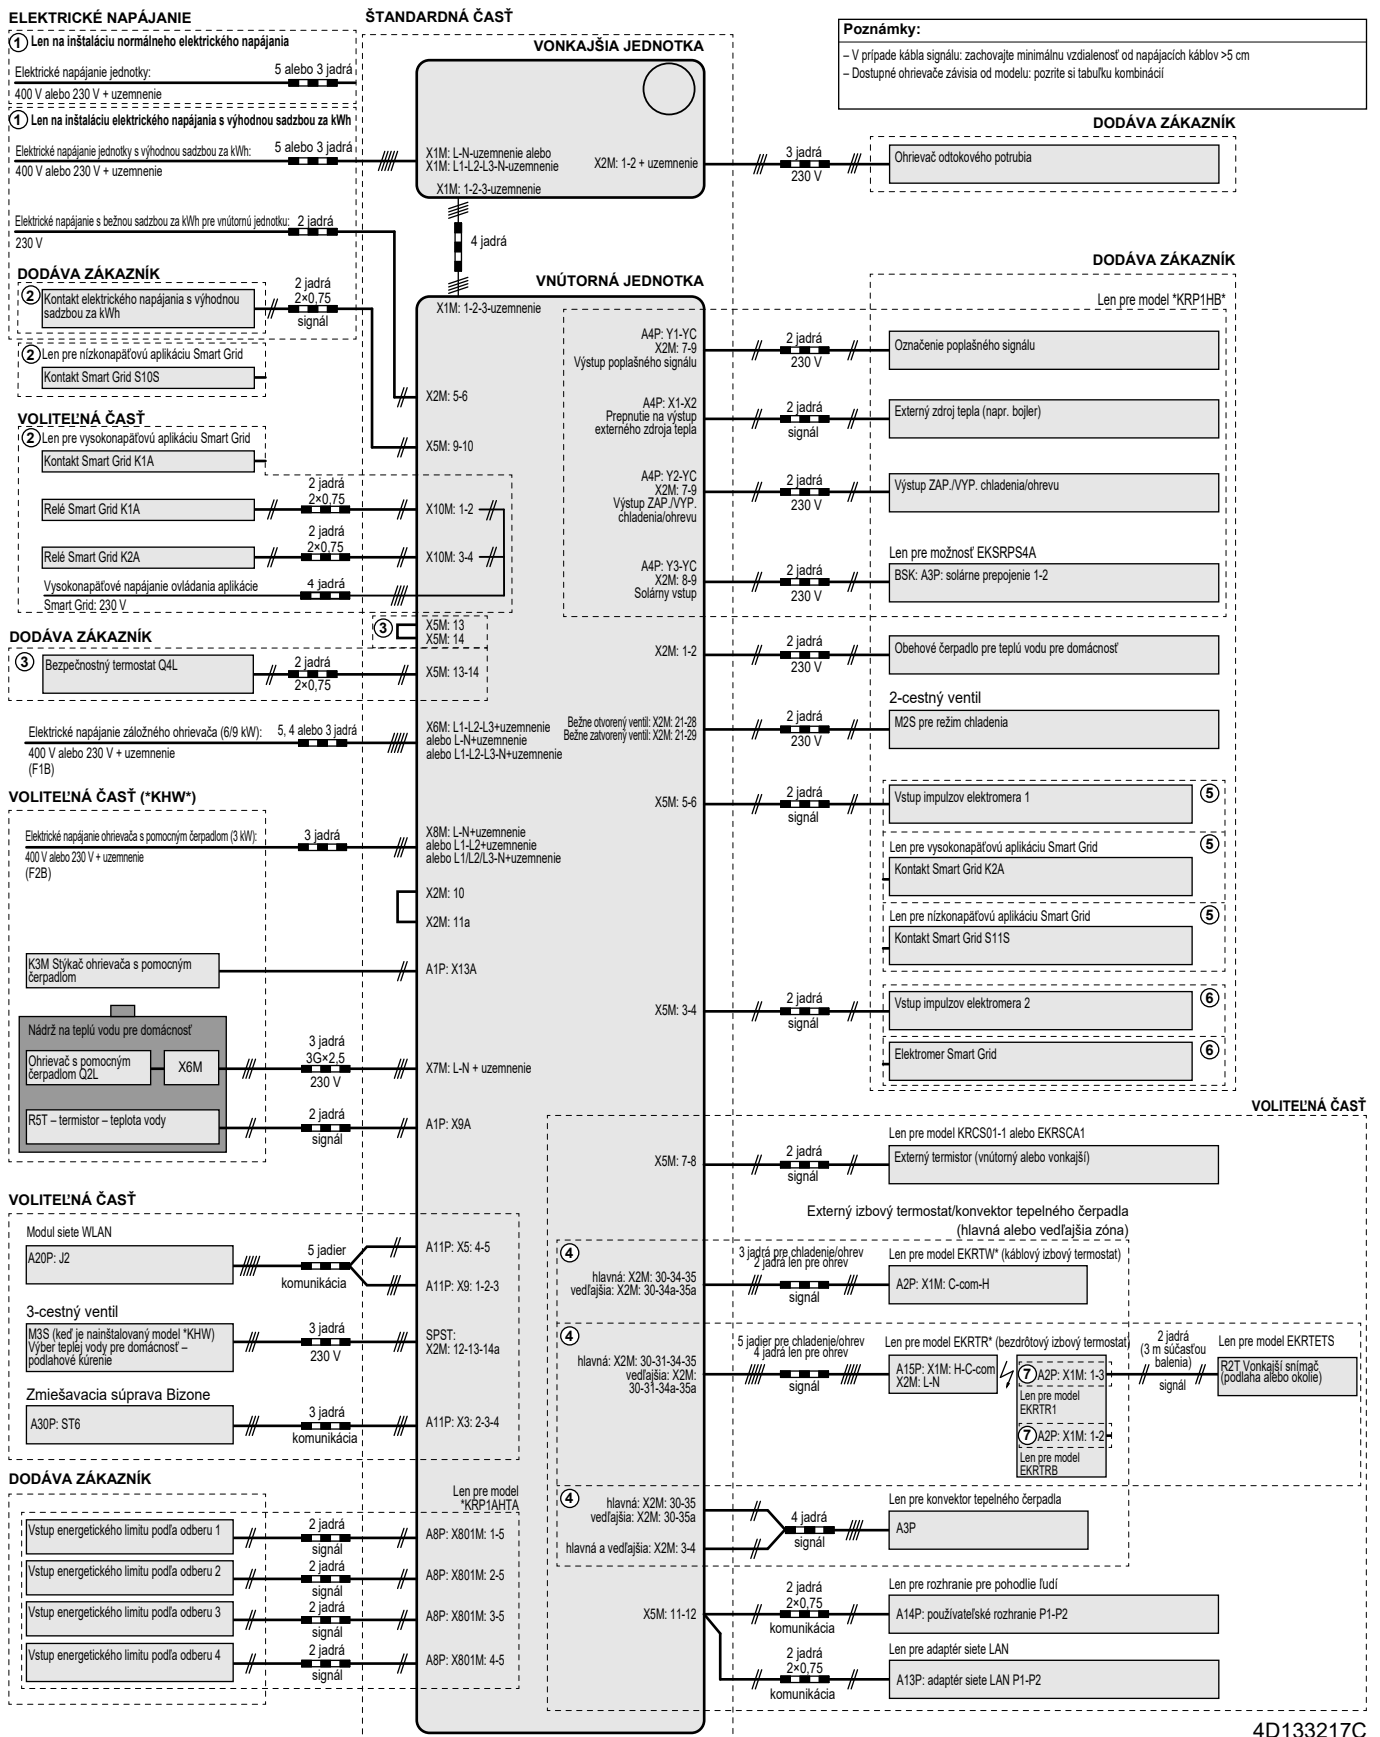 ELEKTRICKÉ NAPÁJANIE
① Len na inštaláciu normálneho elektrického napájania
Elektrické napájanie jednotky:
5 alebo 3 jadrá
400 V alebo 230 V + uzemnenie
① Len na inštaláciu elektrického napájania s výhodnou sadzbou za kWh
Elektrické napájanie jednotky s výhodnou sadzbou za kWh:
5 alebo 3 jadrá
400 V alebo 230 V + uzemnenie
Elektrické napájanie s bežnou sadzbou za kWh pre vnútornú jednotku:
2 jadrá
230 V
DODÁVA ZÁKAZNÍK
② Kontakt elektrického napájania s výhodnou
sadzbou za kWh
2 jadrá
2×0,75
signál
② Len pre nízkonapäťovú aplikáciu Smart Grid
Kontakt Smart Grid S10S
VOLITEĽNÁ ČASŤ
② Len pre vysokonapäťovú aplikáciu Smart Grid
Kontakt Smart Grid K1A
Relé Smart Grid K1A
2 jadrá
2×0,75
Relé Smart Grid K2A
2 jadrá
2×0,75
Vysokonapäťové napájanie ovládania aplikácie
Smart Grid: 230 V
4 jadrá
DODÁVA ZÁKAZNÍK
③ Bezpečnostný termostat Q4L
2 jadrá
2×0,75
Elektrické napájanie záložného ohrievača (6/9 kW):
5, 4 alebo 3 jadrá
400 V alebo 230 V + uzemnenie
(F1B)
VOLITEĽNÁ ČASŤ (*KHW*)
Elektrické napájanie ohrievača s pomocným čerpadlom (3 kW):
3 jadrá
400 V alebo 230 V + uzemnenie
(F2B)
K3M Stýkač ohrievača s pomocným
čerpadlom
Nádrž na teplú vodu pre domácnosť
Ohrievač s pomocným
čerpadlom Q2L
X6M
3 jadrá
3G×2,5
230 V
R5T – termistor – teplota vody
2 jadrá
signál
VOLITEĽNÁ ČASŤ
Modul siete WLAN
A20P: J2
5 jadier
komunikácia
3-cestný ventil
M3S (keď je nainštalovaný model *KHW)
Výber teplej vody pre domácnosť –
podlahové kúrenie
3 jadrá
230 V
Zmiešavacia súprava Bizone
A30P: ST6
3 jadrá
komunikácia
DODÁVA ZÁKAZNÍK
Vstup energetického limitu podľa odberu 1
2 jadrá
signál
Vstup energetického limitu podľa odberu 2
2 jadrá
signál
Vstup energetického limitu podľa odberu 3
2 jadrá
signál
Vstup energetického limitu podľa odberu 4
2 jadrá
signál
ŠTANDARDNÁ ČASŤ
VONKAJŠIA JEDNOTKA
X1M: L-N-uzemnenie alebo
X1M: L1-L2-L3-N-uzemnenie
X2M: 1-2 + uzemnenie
X1M: 1-2-3-uzemnenie
4 jadrá
VNÚTORNÁ JEDNOTKA
X1M: 1-2-3-uzemnenie
X2M: 5-6
X5M: 9-10
X10M: 1-2
X10M: 3-4
③ X5M: 13
X5M: 14
X5M: 13-14
X6M: L1-L2-L3+uzemnenie
alebo L-N+uzemnenie
alebo L1-L2-L3-N+uzemnenie
X8M: L-N+uzemnenie
alebo L1-L2+uzemnenie
alebo L1/L2/L3-N+uzemnenie
X2M: 10
X2M: 11a
A1P: X13A
X7M: L-N + uzemnenie
A1P: X9A
A11P: X5: 4-5
A11P: X9: 1-2-3
SPST:
X2M: 12-13-14a
A11P: X3: 2-3-4
Len pre model
*KRP1AHTA
A8P: X801M: 1-5
A8P: X801M: 2-5
A8P: X801M: 3-5
A8P: X801M: 4-5
A4P: Y1-YC
X2M: 7-9
Výstup poplašného signálu
A4P: X1-X2
Prepnutie na výstup
externého zdroja tepla
A4P: Y2-YC
X2M: 7-9
Výstup ZAP./VYP.
chladenia/ohrevu
A4P: Y3-YC
X2M: 8-9
Solárny vstup
X2M: 1-2
Bežne otvorený ventil: X2M: 21-28
Bežne zatvorený ventil: X2M: 21-29
X5M: 5-6
X5M: 3-4
X5M: 7-8
④
hlavná: X2M: 30-34-35
vedľajšia: X2M: 30-34a-35a
④
hlavná: X2M: 30-31-34-35
vedľajšia: X2M:
30-31-34a-35a
④
hlavná: X2M: 30-35
vedľajšia: X2M: 30-35a
hlavná a vedľajšia: X2M: 3-4
X5M: 11-12
Poznámky:
– V prípade kábla signálu: zachovajte minimálnu vzdialenosť od napájacích káblov >5 cm
– Dostupné ohrievače závisia od modelu: pozrite si tabuľku kombinácií
DODÁVA ZÁKAZNÍK
3 jadrá
230 V
Ohrievač odtokového potrubia
DODÁVA ZÁKAZNÍK
Len pre model *KRP1HB*
2 jadrá
230 V
Označenie poplašného signálu
2 jadrá
signál
Externý zdroj tepla (napr. bojler)
2 jadrá
230 V
Výstup ZAP./VYP. chladenia/ohrevu
Len pre možnosť EKSRPS4A
2 jadrá
230 V
BSK: A3P: solárne prepojenie 1-2
2 jadrá
230 V
Obehové čerpadlo pre teplú vodu pre domácnosť
2-cestný ventil
2 jadrá
230 V
M2S pre režim chladenia
2 jadrá
signál
Vstup impulzov elektromera 1 ⑤
Len pre vysokonapäťovú aplikáciu Smart Grid ⑤
Kontakt Smart Grid K2A
Len pre nízkonapäťovú aplikáciu Smart Grid ⑤
Kontakt Smart Grid S11S
2 jadrá
signál
Vstup impulzov elektromera 2 ⑥
Elektromer Smart Grid ⑥
VOLITEĽNÁ ČASŤ
Len pre model KRCS01-1 alebo EKRSCA1
2 jadrá
signál
Externý termistor (vnútorný alebo vonkajší)
Externý izbový termostat/konvektor tepelného čerpadla
(hlavná alebo vedľajšia zóna)
3 jadrá pre chladenie/ohrev
2 jadrá len pre ohrev
signál
Len pre model EKRTW* (káblový izbový termostat)
A2P: X1M: C-com-H
5 jadier pre chladenie/ohrev
4 jadrá len pre ohrev
signál
Len pre model EKRTR* (bezdrôtový izbový termostat)
A15P: X1M: H-C-com
X2M: L-N
⑦ A2P: X1M: 1-3
Len pre model
EKRTR1
⑦ A2P: X1M: 1-2
Len pre model
EKRTRB
2 jadrá
(3 m súčasťou
balenia)
signál
Len pre model EKRTETS
R2T Vonkajší snímač
(podlaha alebo okolie)
4 jadrá
signál
Len pre konvektor tepelného čerpadla
A3P
2 jadrá
2×0,75
komunikácia
Len pre rozhranie pre pohodlie ľudí
A14P: používateľské rozhranie P1-P2
2 jadrá
2×0,75
komunikácia
Len pre adaptér siete LAN
A13P: adaptér siete LAN P1-P2
4D133217C